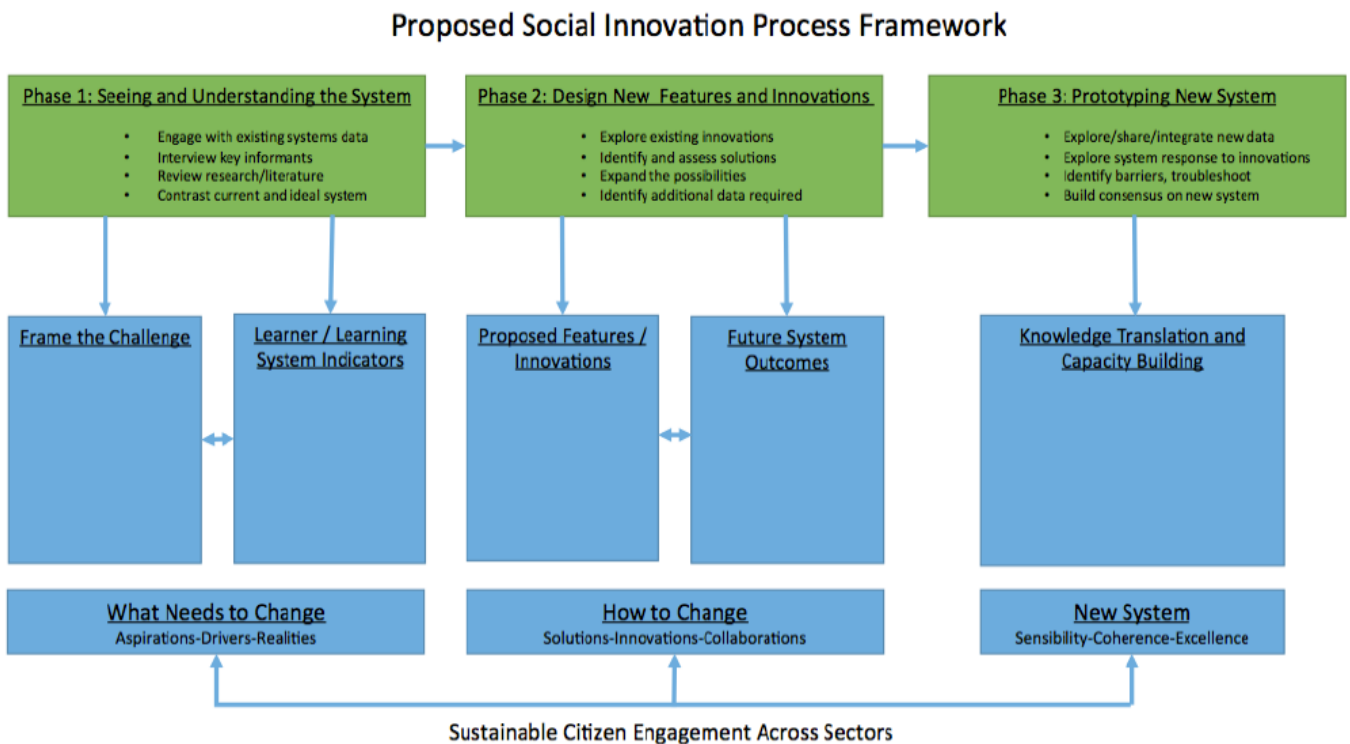 Proposed Social Innovation Process Framework
Phase 1: Seeing and Understanding the System
• Engage with existing systems data
• Interview key informants
• Review research/literature
• Contrast current and ideal system
Phase 2: Design New Features and Innovations
• Explore existing innovations
• Identify and assess solutions
• Expand the possibilities
• Identify additional data required
Phase 3: Prototyping New System
• Explore/share/integrate new data
• Explore system response to innovations
• Identify barriers, troubleshoot
• Build consensus on new system
Frame the Challenge
Learner / Learning
System Indicators
Proposed Features /
Innovations
Future System
Outcomes
Knowledge Translation and
Capacity Building
What Needs to Change
Aspirations-Drivers-Realities
How to Change
Solutions-Innovations-Collaborations
New System
Sensibility-Coherence-Excellence
Sustainable Citizen Engagement Across Sectors